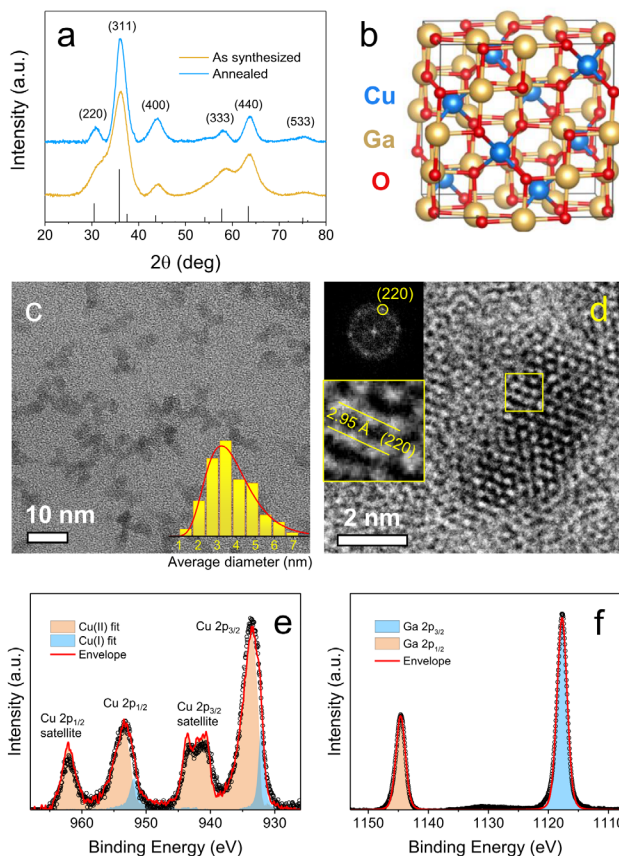 a
(311)
As synthesized
Annealed
(220)
(400)
(333)
(440)
(533)
Intensity (a.u.)
20 30 40 50 60 70 80
2θ (deg)
b
Cu
Ga
O
c
10 nm
1 2 3 4 5 6 7
Average diameter (nm)
d
(220)
2.95 Å (220)
2 nm
e
Cu(II) fit
Cu(I) fit
Envelope
Cu 2p3/2
Cu 2p1/2
Cu 2p3/2
satellite
Cu 2p1/2
satellite
Intensity (a.u.)
960 950 940 930
Binding Energy (eV)
f
Ga 2p3/2
Ga 2p1/2
Envelope
Intensity (a.u.)
1150 1140 1130 1120 1110
Binding Energy (eV)